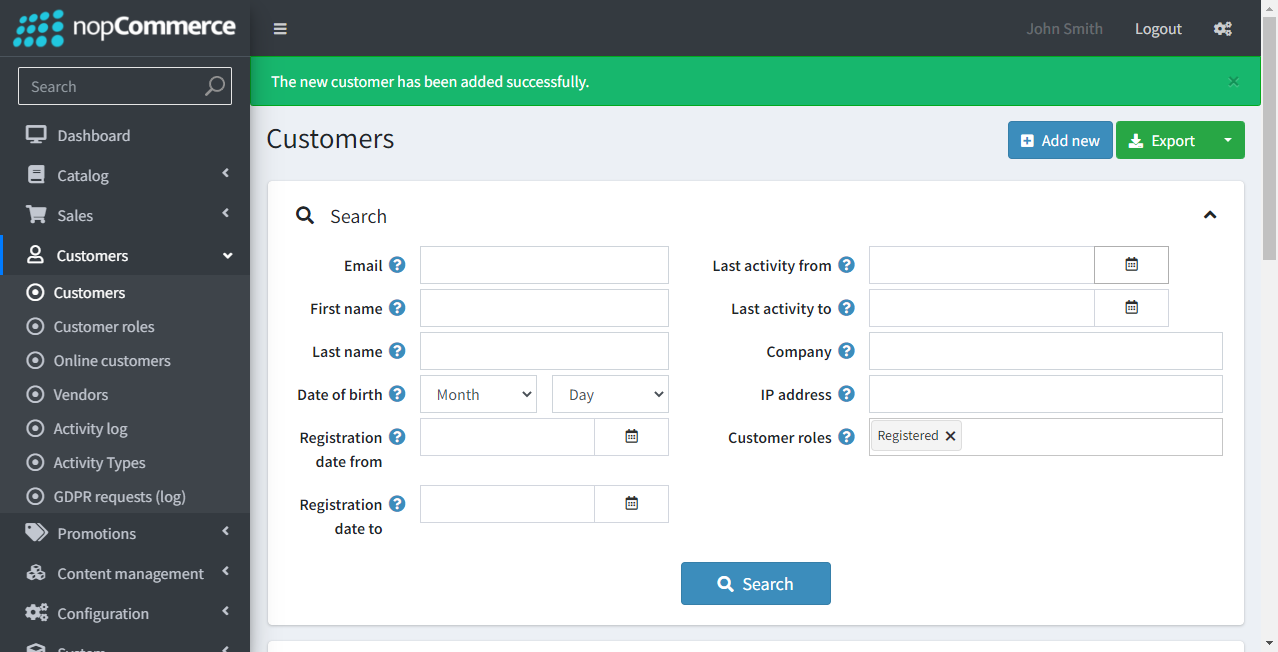 nopCommerce
John Smith
Logout
The new customer has been added successfully.
×
Search
Dashboard
Catalog
Sales
Customers
Customers
Customer roles
Online customers
Vendors
Activity log
Activity Types
GDPR requests (log)
Promotions
Content management
Configuration
System
Customers
Add new
Export
Search
Email
First name
Last name
Date of birth
Month
Day
Registration
date from
Registration
date to
Last activity from
Last activity to
Company
IP address
Customer roles
Registered
Search